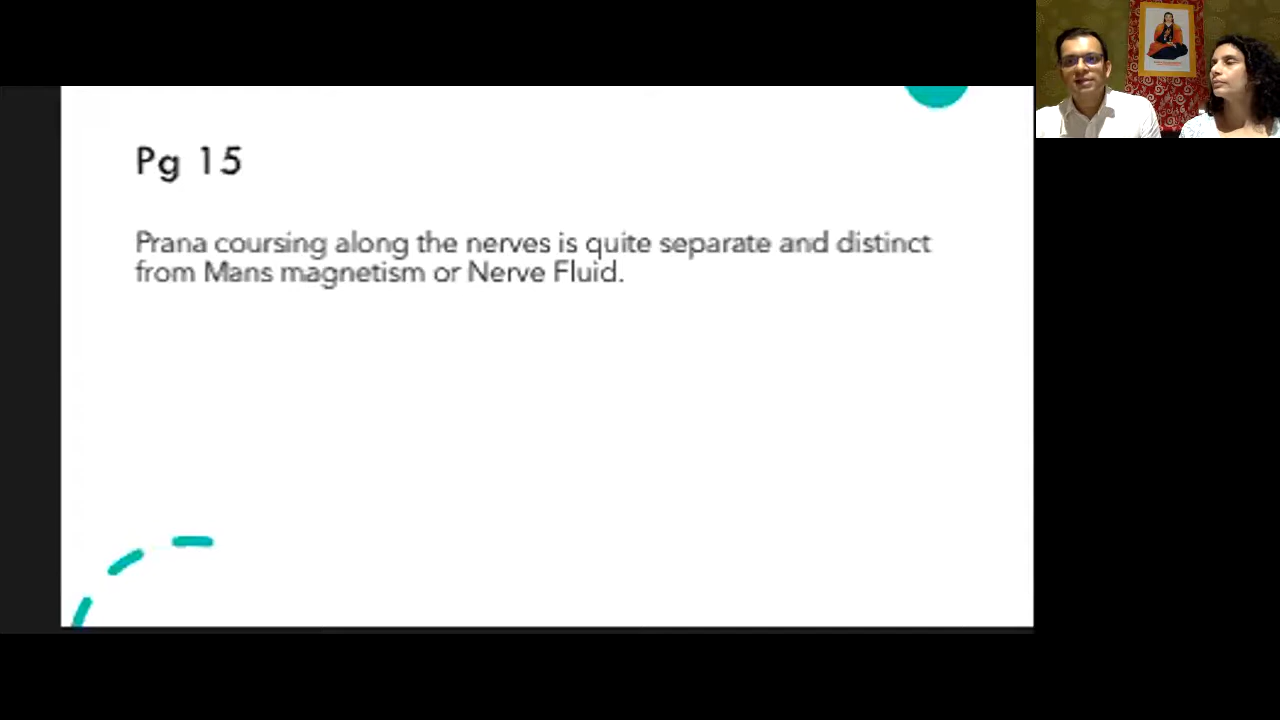 Pg 15
Prana coursing along the nerves is quite separate and distinct
from Mans magnetism or Nerve Fluid.